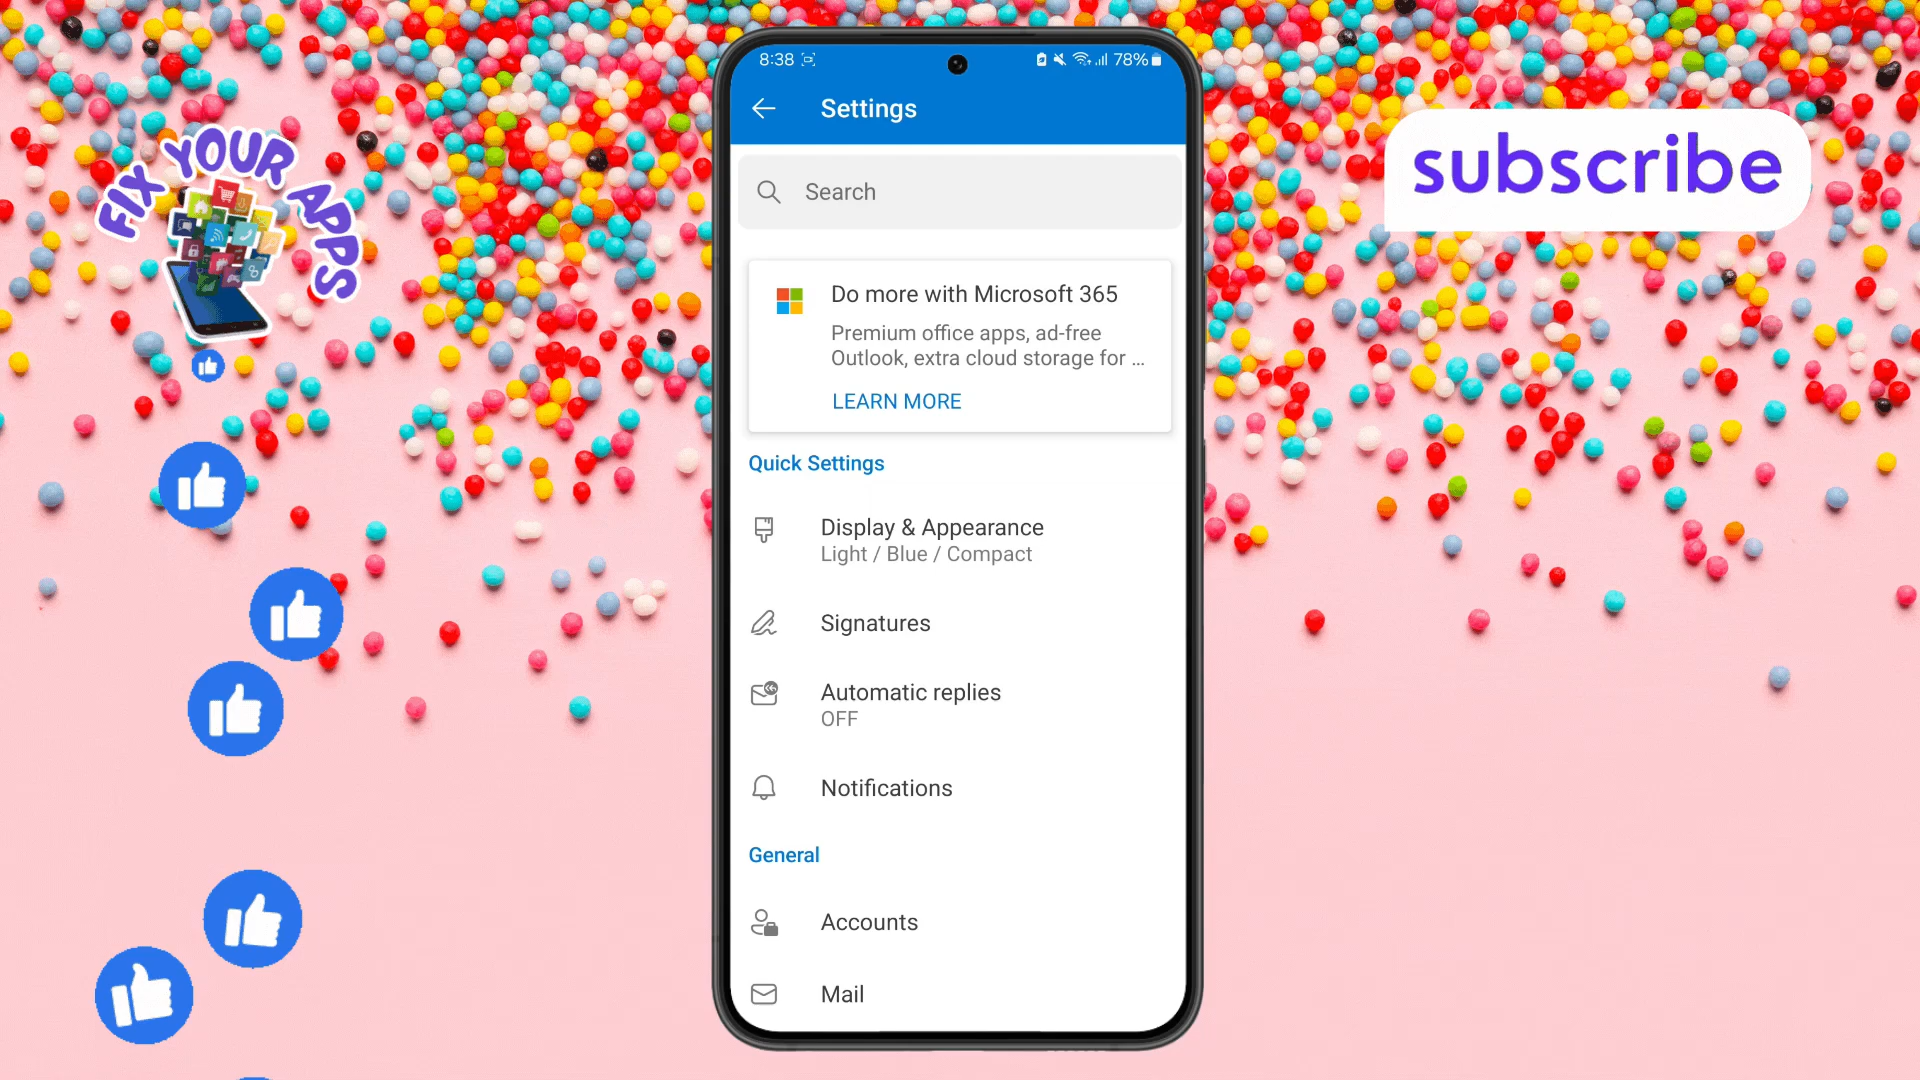 FIX YOUR APPS
subscribe
8:38
78%
Settings
Search
Do more with Microsoft 365
Premium office apps, ad-free
Outlook, extra cloud storage for ...
LEARN MORE
Quick Settings
Display & Appearance
Light / Blue / Compact
Signatures
Automatic replies
OFF
Notifications
General
Accounts
Mail